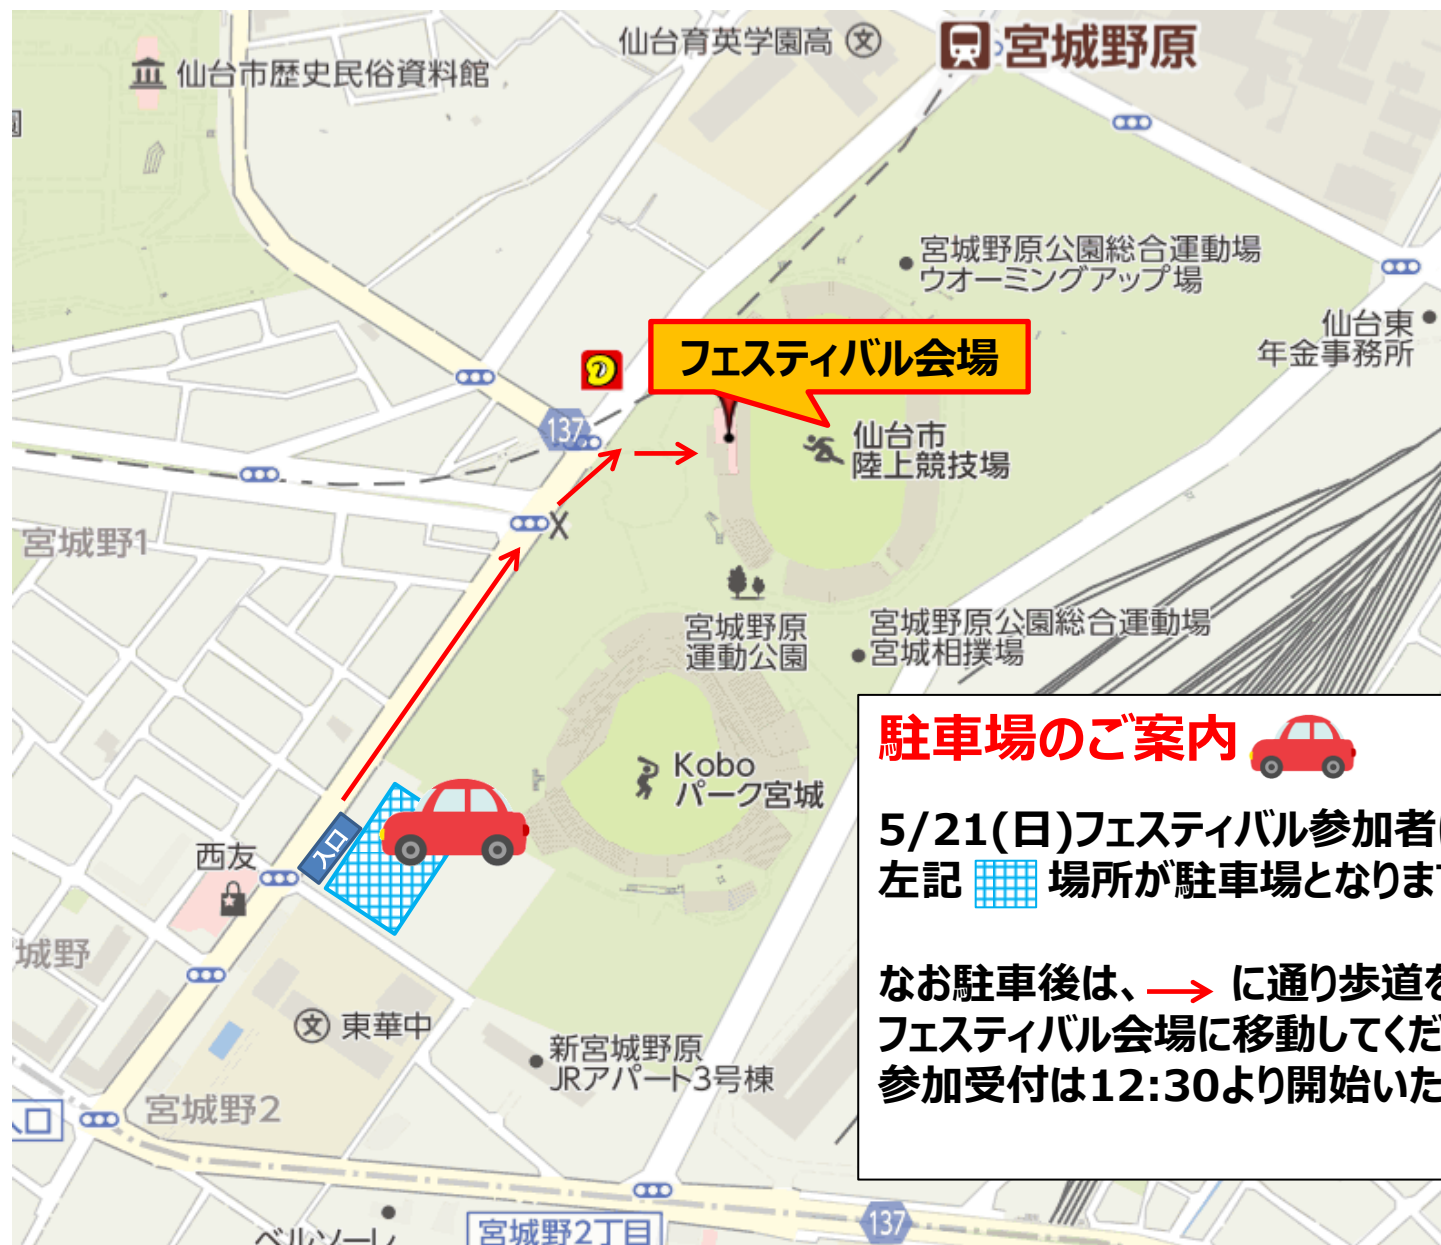 仙台育英学園高 文
宮城野原
仙台市歴史民俗資料館
宮城野原公園総合運動場
ウオーミングアップ場
仙台東
年金事務所
フェスティバル会場
137
仙台市
陸上競技場
宮城野1
宮城野原
運動公園
宮城野原公園総合運動場
宮城相撲場
Kobo
パーク宮城
入口
西友
城野
文 東華中
新宮城野原
JRアパート3号棟
宮城野2
口
宮城野2丁目
137
駐車場のご案内
5/21(日)フェスティバル参加者
左記 場所が駐車場となりま
なお駐車後は、→ に通り歩道を
フェスティバル会場に移動してくだ
参加受付は12:30より開始いた